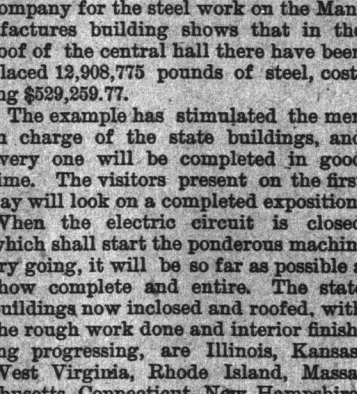 ompany for the steel work on the Man
factures building shows that in the
oof of the central hall there have been
laced 12,908,775 pounds of steel, cost
ng $529,259.77.
The example has stimulated the men
n charge of the state buildings, and
very one will be completed in good
ime. The visitors present on the first
ay will look on a completed exposition
When the electric circuit is closed
which shall start the ponderous machin
ry going, it will be so far as possible a
how complete and entire. The state
uildings now inclosed and roofed, with
he rough work done and interior finish
ng progressing, are Illinois, Kansas
West Virginia, Rhode Island, Massa
husetts Connecticut New Hampshire